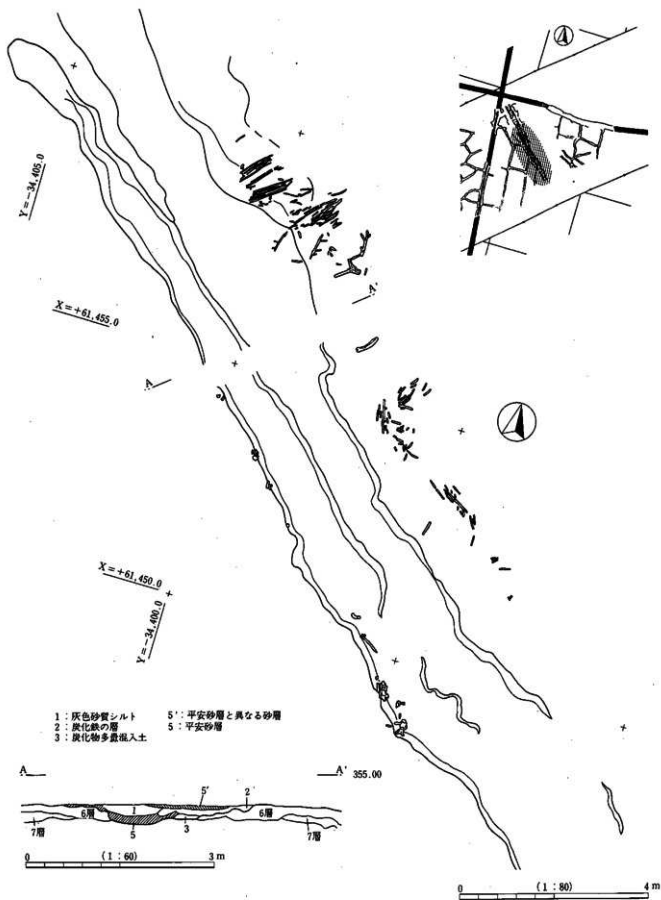 Y=-34,405.0
X=+61,455.0
A'
A
X=+61,450.0
Y=-34,400.0
1：灰色砂質シルト
2：炭化鉄の層
3：炭化物多量混入土
5'：平安砂層と異なる砂層
5：平安砂層
A
A' 355.00
5' 2
6層 1 6層
7層 5 3 7層
0 (1：60) 3 m
0 (1：80) 4 m